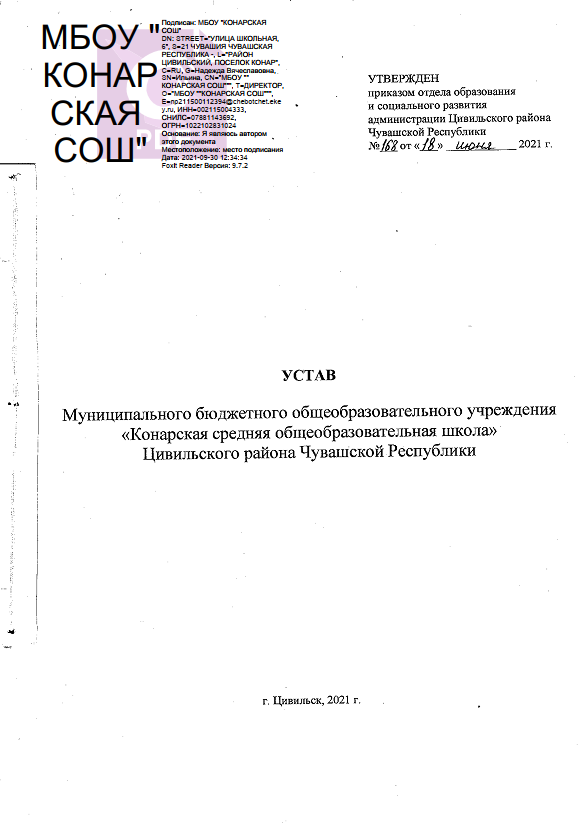 МБОУ "
КОНАР
СКАЯ
СОШ"
Подписан: МБОУ "КОНАРСКАЯ
СОШ"
DN: STREET="УЛИЦА ШКОЛЬНАЯ,
6", S=21 ЧУВАШИЯ ЧУВАШСКАЯ
РЕСПУБЛИКА -, L="РАЙОН
ЦИВИЛЬСКИЙ, ПОСЕЛОК КОНАР",
C=RU, G=Надежда Вячеславовна,
SN=Ильина, CN="МБОУ ""
КОНАРСКАЯ СОШ""", T=ДИРЕКТОР,
O="МБОУ ""КОНАРСКАЯ СОШ""",
E=np211500112394@chebotchet.eke
y.ru, ИНН=002115004333,
СНИЛС=07881143692,
ОГРН=1022102831024
Основание: Я являюсь автором
этого документа
Местоположение: место подписания
Дата: 2021-09-30 12:34:34
Foxit Reader Версия: 9.7.2
УТВЕРЖДЕН
приказом отдела образования
и социального развития
администрации Цивильского района
Чувашской Республики
№168 от «18» июня 2021 г.
УСТАВ
Муниципального бюджетного общеобразовательного учреждения
«Конарская средняя общеобразовательная школа»
Цивильского района Чувашской Республики
г. Цивильск, 2021 г.